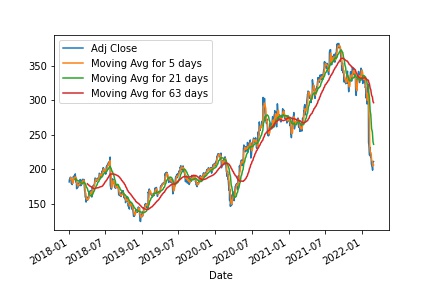 Adj Close
Moving Avg for 5 days
Moving Avg for 21 days
Moving Avg for 63 days
350
300
250
200
150
2018-01
2018-07
2019-01
2019-07
2020-01
2020-07
2021-01
2021-07
2022-01
Date